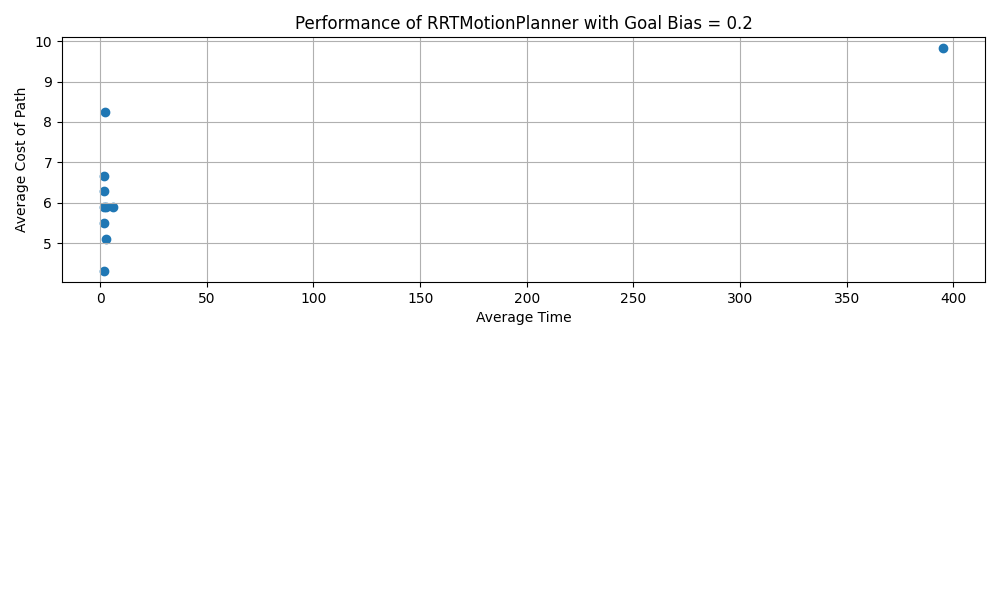 Performance of RRTMotionPlanner with Goal Bias = 0.2
Average Cost of Path
10
9
8
7
6
5
0 50 100 150 200 250 300 350 400
Average Time